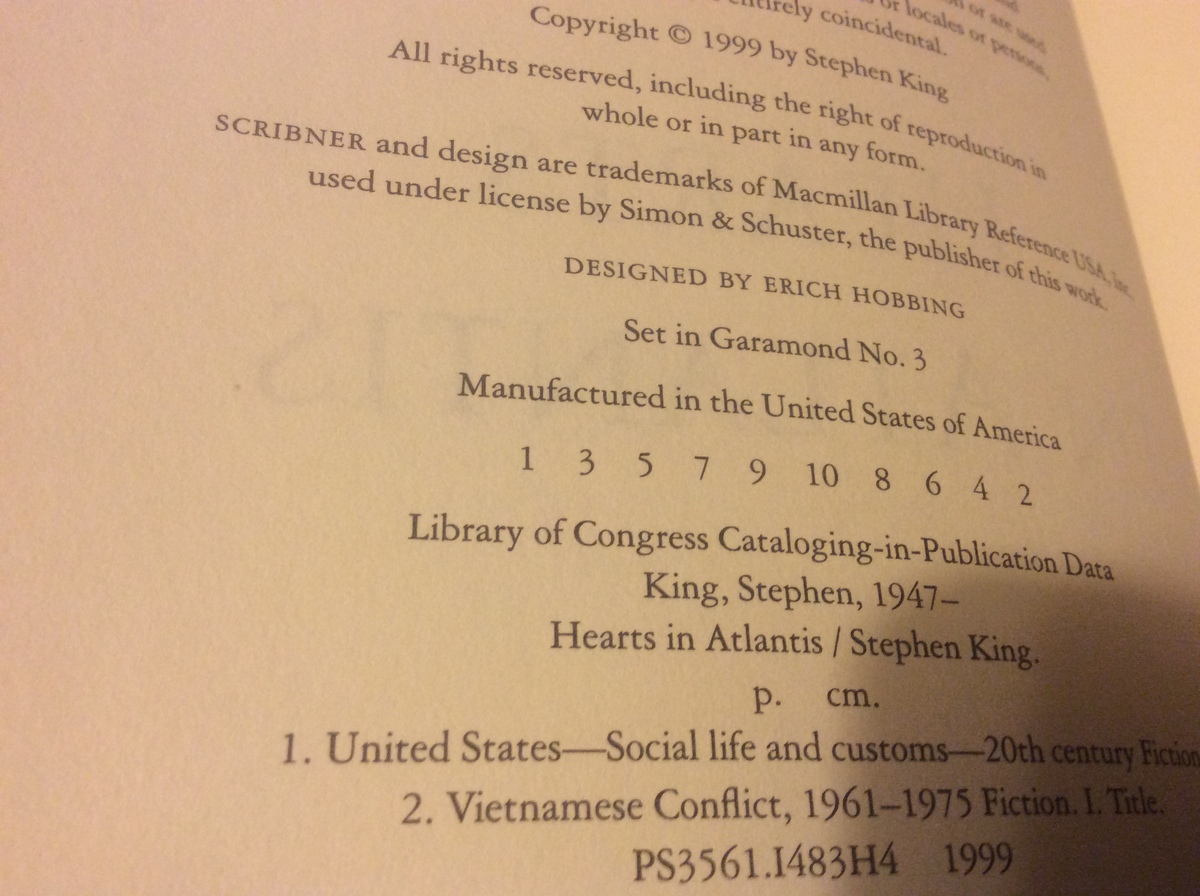 or are used
or locales or persons,
entirely coincidental.
Copyright © 1999 by Stephen King
All rights reserved, including the right of reproduction in
whole or in part in any form.
SCRIBNER and design are trademarks of Macmillan Library Reference USA, Inc.
used under license by Simon & Schuster, the publisher of this work.
DESIGNED BY ERICH HOBBING
Set in Garamond No. 3
Manufactured in the United States of America
1 3 5 7 9 10 8 6 4 2
Library of Congress Cataloging-in-Publication Data
King, Stephen, 1947–
Hearts in Atlantis / Stephen King.
p. cm.
1. United States—Social life and customs—20th century Fiction
2. Vietnamese Conflict, 1961–1975 Fiction. I. Title.
PS3561.I483H4 1999